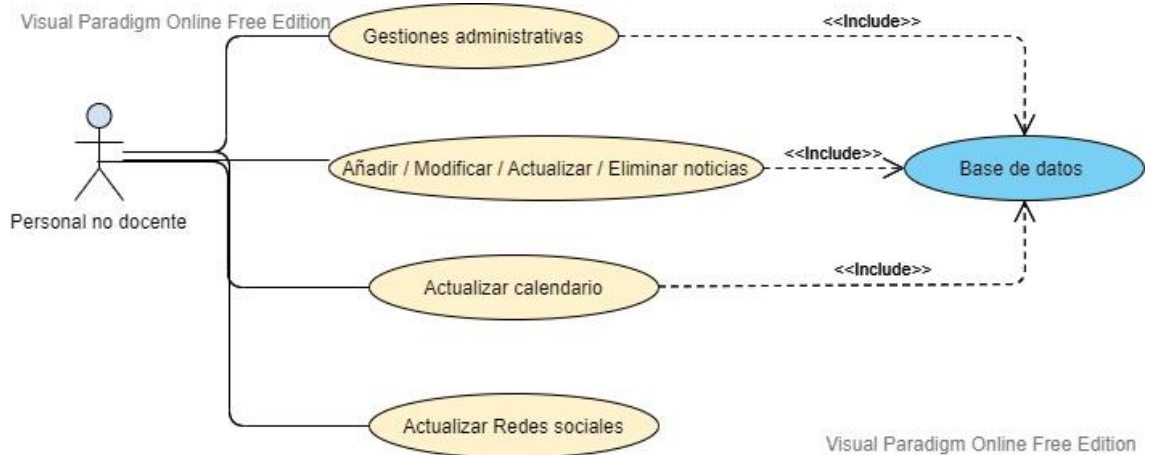 Visual Paradigm Online Free Edition
Gestiones administrativas
<<Include>>
Añadir / Modificar / Actualizar / Eliminar noticias
<<Include>>
Base de datos
Personal no docente
Actualizar calendario
<<Include>>
Actualizar Redes sociales
Visual Paradigm Online Free Edition